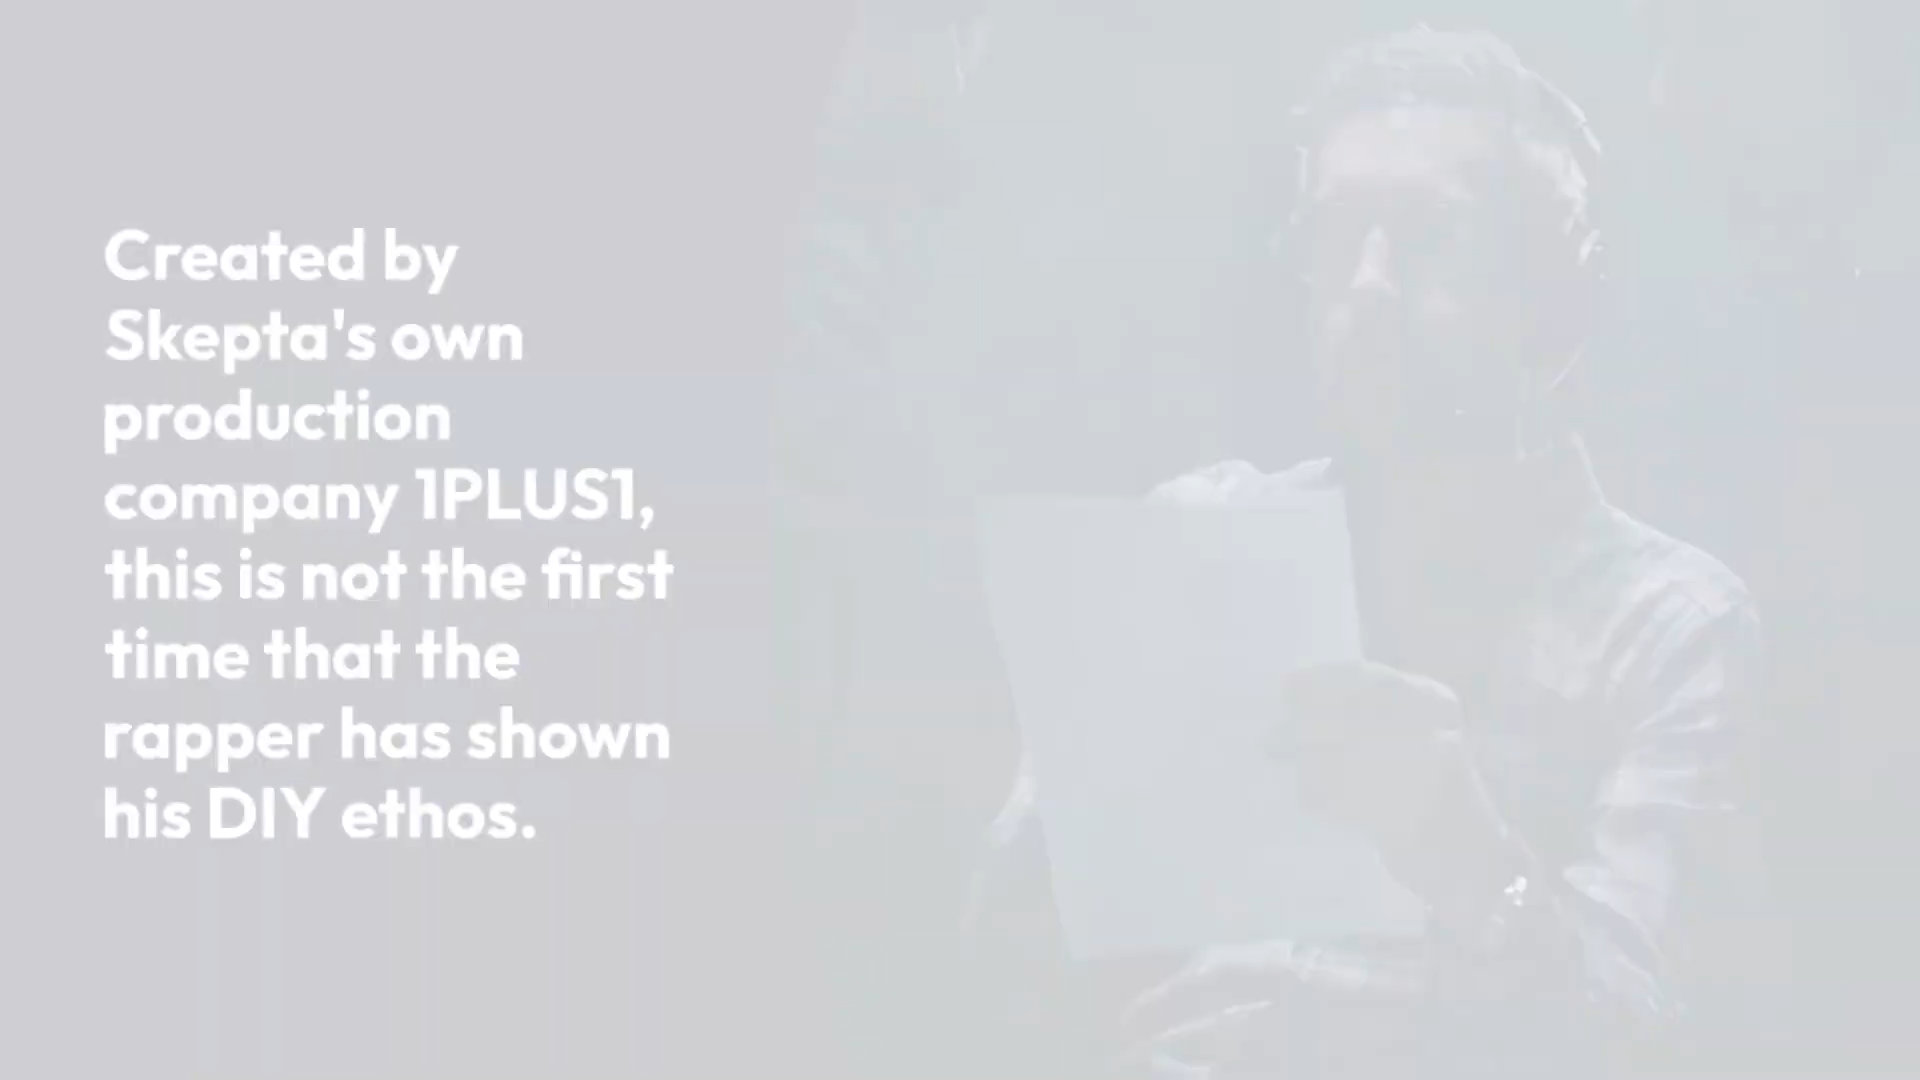 Created by
Skepta's own
production
company 1PLUS1,
this is not the first
time that the
rapper has shown
his DIY ethos.